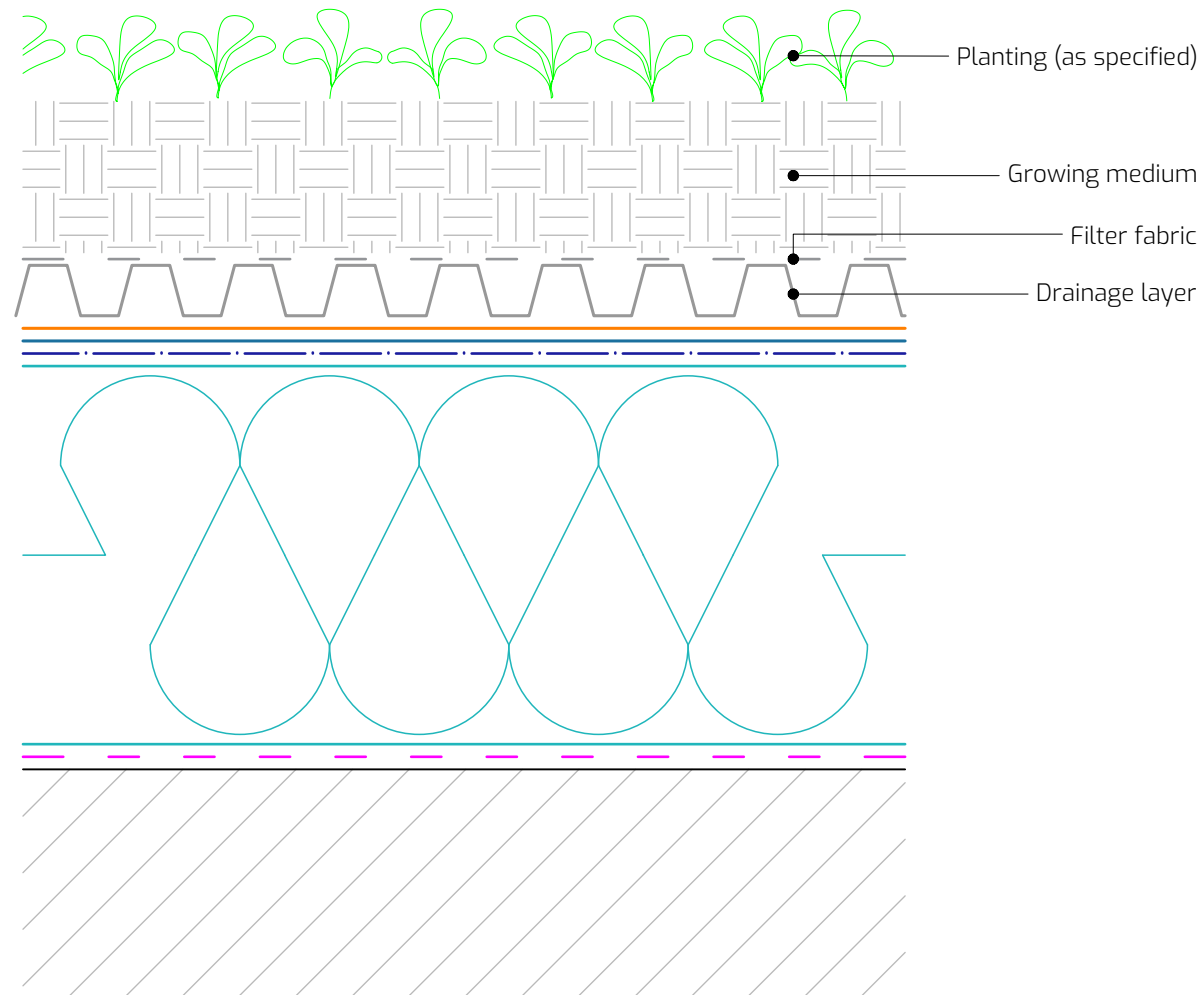 Planting (as specified)
Growing medium
Filter fabric
Drainage layer